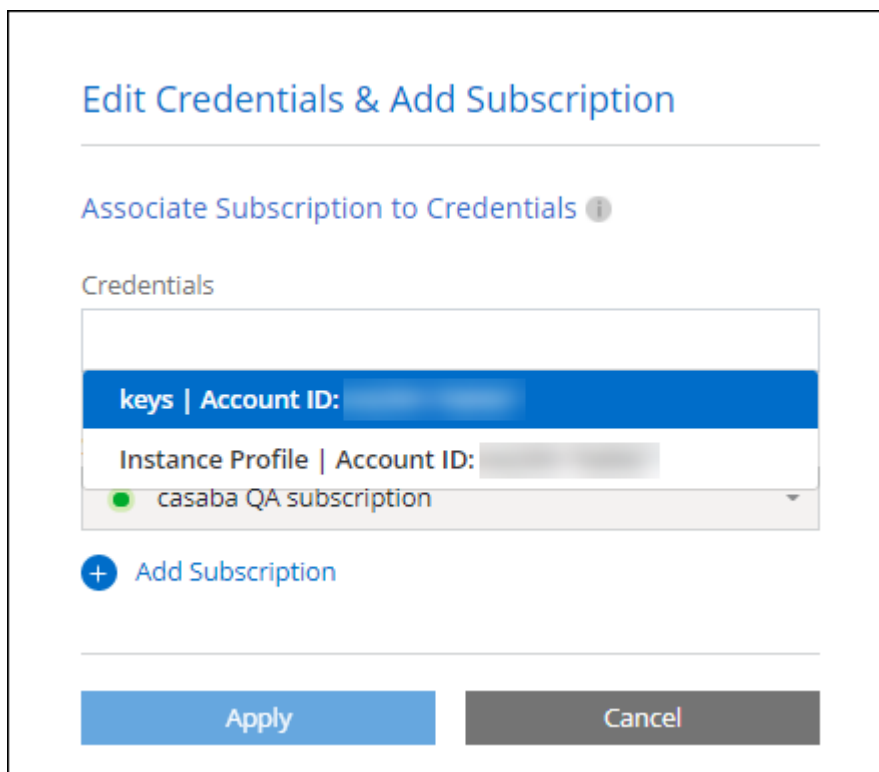 Edit Credentials & Add Subscription
Associate Subscription to Credentials
Credentials
keys | Account ID:
Instance Profile | Account ID:
casaba QA subscription
Add Subscription
Apply
Cancel